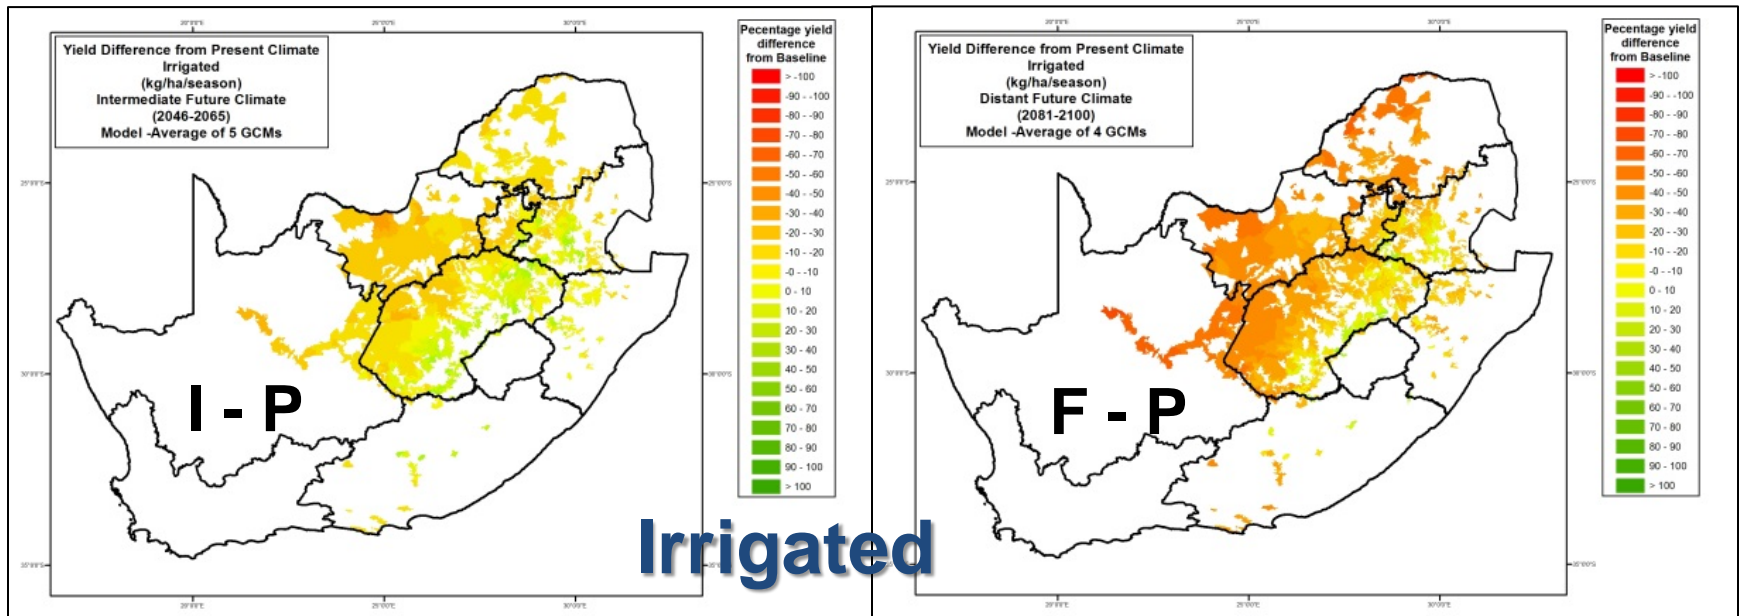 Yield Difference from Present Climate
Irrigated
(kg/ha/season)
Intermediate Future Climate
(2046-2065)
Model -Average of 5 GCMs
Pecentage yield
difference
from Baseline
> -100
-90 - -100
-80 - -90
-70 - -80
-60 - -70
-50 - -60
-40 - -50
-30 - -40
-20 - -30
-10 - -20
-0 - -10
0 - 10
10 - 20
20 - 30
30 - 40
40 - 50
50 - 60
60 - 70
70 - 80
80 - 90
90 - 100
> 100
I - P
Yield Difference from Present Climate
Irrigated
(kg/ha/season)
Distant Future Climate
(2081-2100)
Model -Average of 4 GCMs
Pecentage yield
difference
from Baseline
> -100
-90 - -100
-80 - -90
-70 - -80
-60 - -70
-50 - -60
-40 - -50
-30 - -40
-20 - -30
-10 - -20
-0 - -10
0 - 10
10 - 20
20 - 30
30 - 40
40 - 50
50 - 60
60 - 70
70 - 80
80 - 90
90 - 100
> 100
F - P
Irrigated